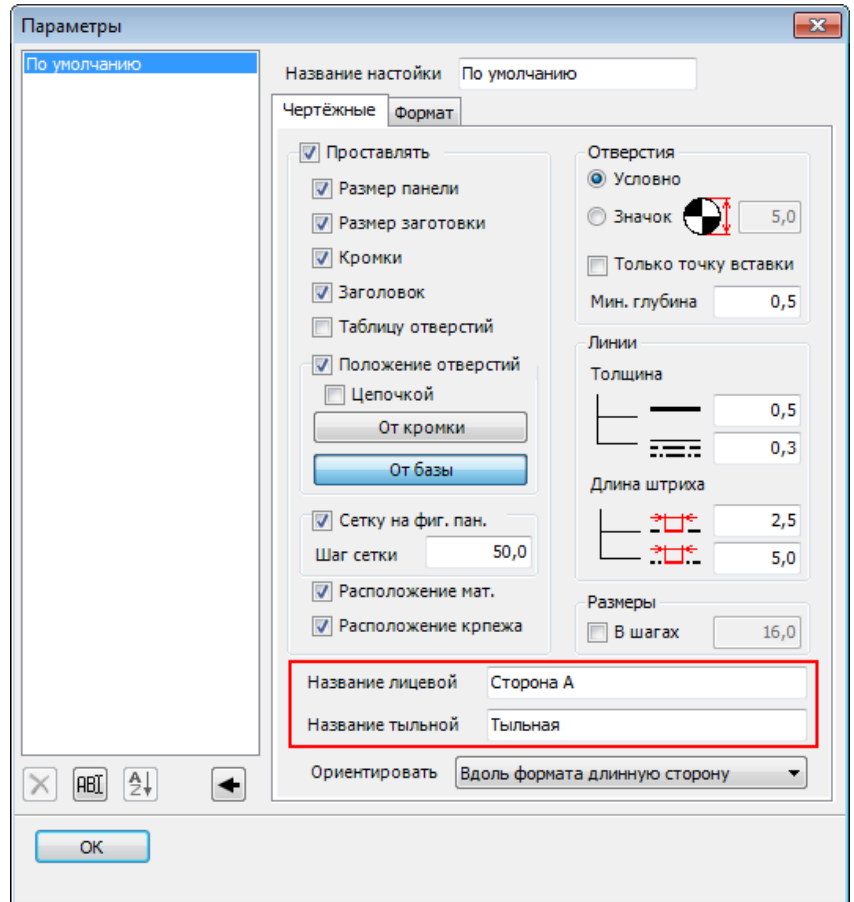 Параметры
По умолчанию
Название настойки По умолчанию
Чертёжные Формат
Проставлять
Размер панели
Размер заготовки
Кромки
Заголовок
Таблицу отверстий
Положение отверстий
Цепочкой
От кромки
От базы
Сетку на фиг. пан.
Шаг сетки 50,0
Расположение мат.
Расположение крпежа
Отверстия
Условно
Значок 5,0
Только точку вставки
Мин. глубина 0,5
Линии
Толщина
0,5
0,3
Длина штриха
2,5
5,0
Размеры
В шагах 16,0
Название лицевой Сторона А
Название тыльной Тыльная
Ориентировать Вдоль формата длинную сторону
ABI
A
Z
OK